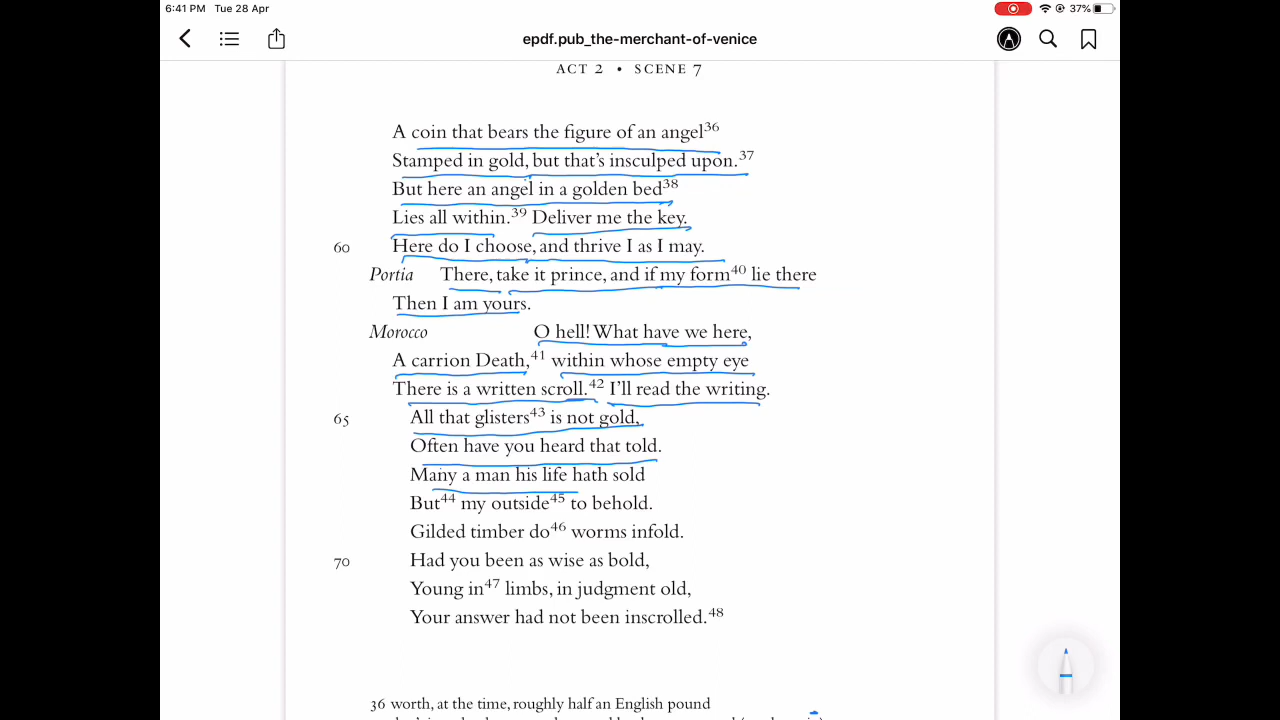 6:41 PM Tue 28 Apr 37%
epdf.pub_the-merchant-of-venice
ACT 2 • SCENE 7
A coin that bears the figure of an angel36
Stamped in gold, but that's insculped upon.37
But here an angel in a golden bed38
Lies all within.39 Deliver me the key.
60 Here do I choose, and thrive I as I may.
Portia There, take it prince, and if my form40 lie there
Then I am yours.
Morocco O hell! What have we here,
A carrion Death,41 within whose empty eye
There is a written scroll.42 I'll read the writing.
65 All that glisters43 is not gold,
Often have you heard that told.
Many a man his life hath sold
But44 my outside45 to behold.
Gilded timber do46 worms infold.
70 Had you been as wise as bold,
Young in47 limbs, in judgment old,
Your answer had not been inscrolled.48
36 worth, at the time, roughly half an English pound